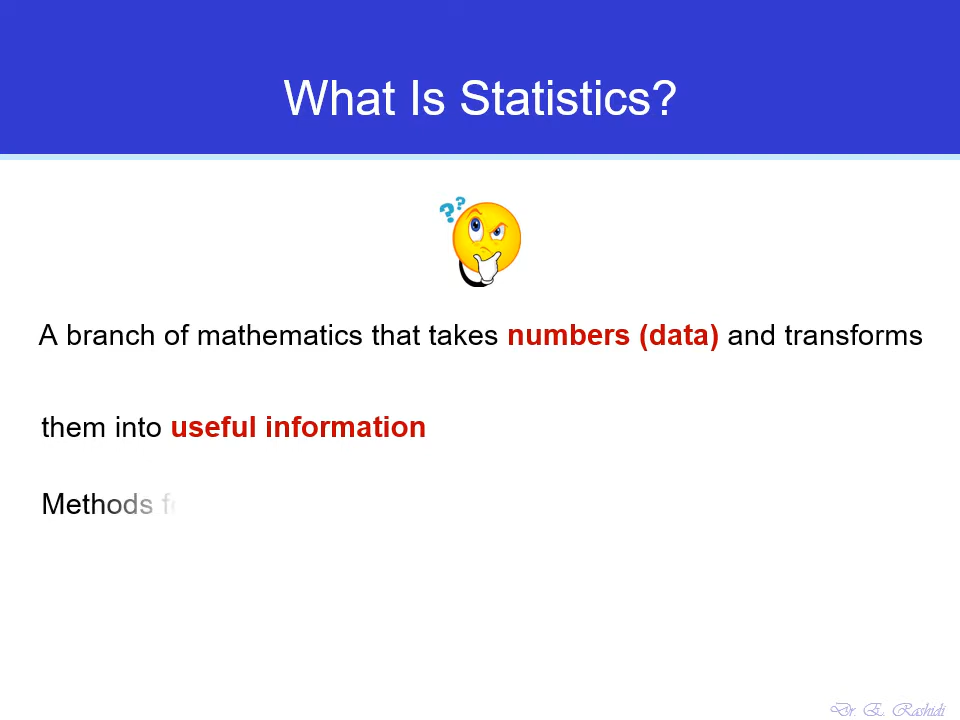 What Is Statistics?
??
A branch of mathematics that takes numbers (data) and transforms
them into useful information
Methods
Dr. E. Rashidi